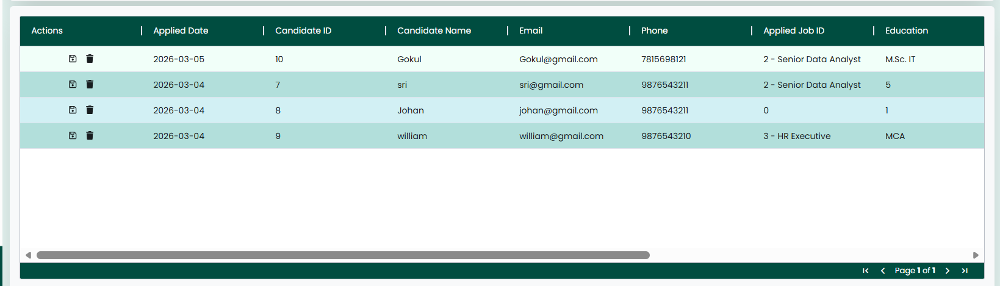 Actions Applied Date Candidate ID Candidate Name Email Phone Applied Job ID Education
2026-03-05 10 Gokul Gokul@gmail.com 7815698121 2 - Senior Data Analyst M.Sc. IT
2026-03-04 7 sri sri@gmail.com 9876543211 2 - Senior Data Analyst 5
2026-03-04 8 Johan johan@gmail.com 9876543211 0 1
2026-03-04 9 william william@gmail.com 9876543210 3 - HR Executive MCA
Page 1 of 1